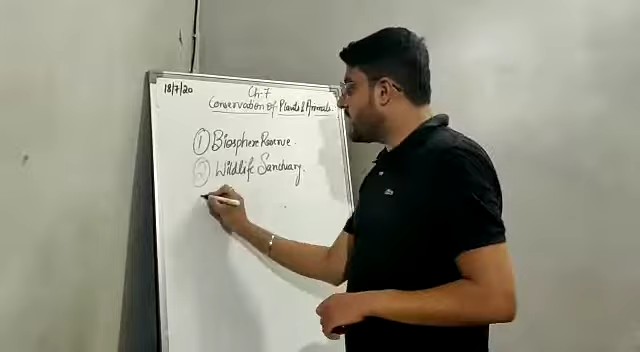 18/7/20
Ch. 7
Conservation of Plants & Animals.
① Biosphere Reserve.
② Wildlife Sanctuary.